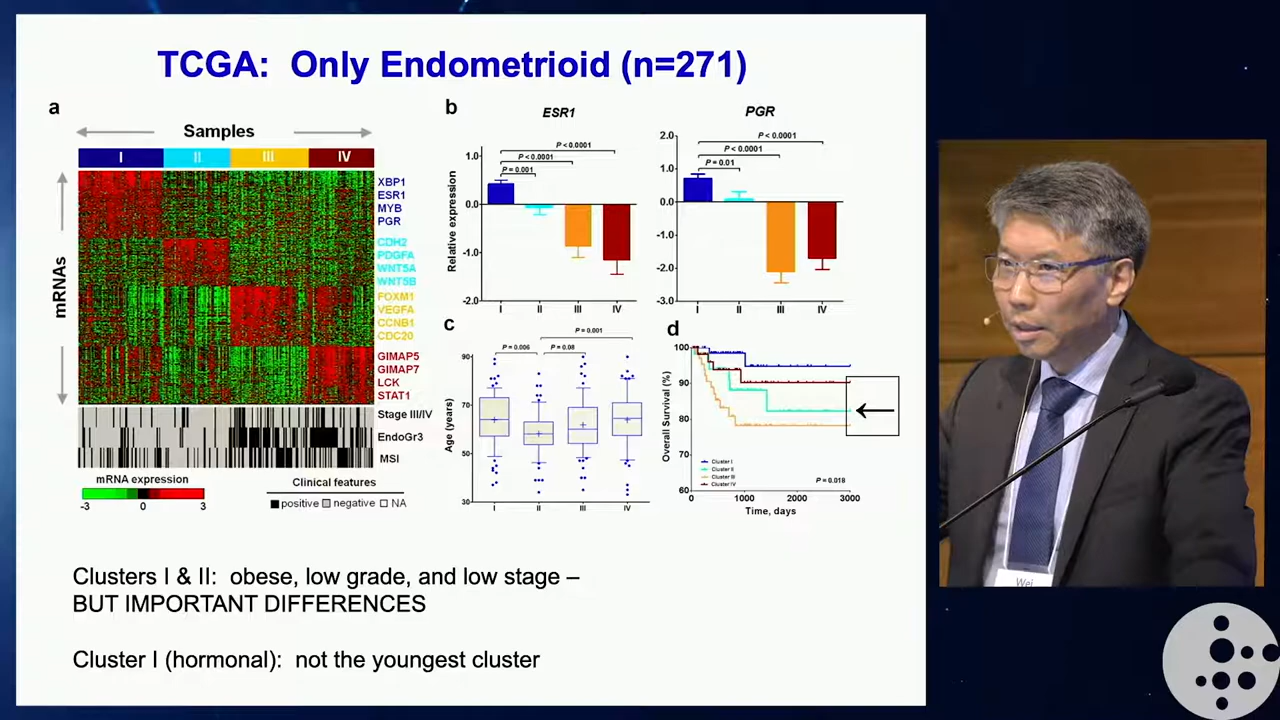 TCGA: Only Endometrioid (n=271)
a
Samples
I II III IV
mRNAs
XBP1
ESR1
MYB
PGR
CDH2
PDGFA
WNT5A
WNT5B
FOXM1
VEGFA
CCNB1
CDC20
GIMAP5
GIMAP7
LCK
STAT1
Stage III/IV
EndoGr3
MSI
mRNA expression
-3 0 3
Clinical features
positive negative NA
b
ESR1
P < 0.0001
P < 0.0001
P = 0.001
Relative expression
1.0
0.0
-1.0
-2.0
I II III IV
PGR
P < 0.0001
P < 0.0001
P = 0.01
2.0
1.0
0.0
-1.0
-2.0
-3.0
I II III IV
c
P = 0.001
P = 0.006 P = 0.08
Age (years)
90
70
50
30
I II III IV
d
Overall Survival (%)
100
90
80
70
60
Cluster I
Cluster II
Cluster III
Cluster IV
P = 0.018
0 1000 2000 3000
Time, days
Clusters I & II: obese, low grade, and low stage –
BUT IMPORTANT DIFFERENCES
Cluster I (hormonal): not the youngest cluster
Wei